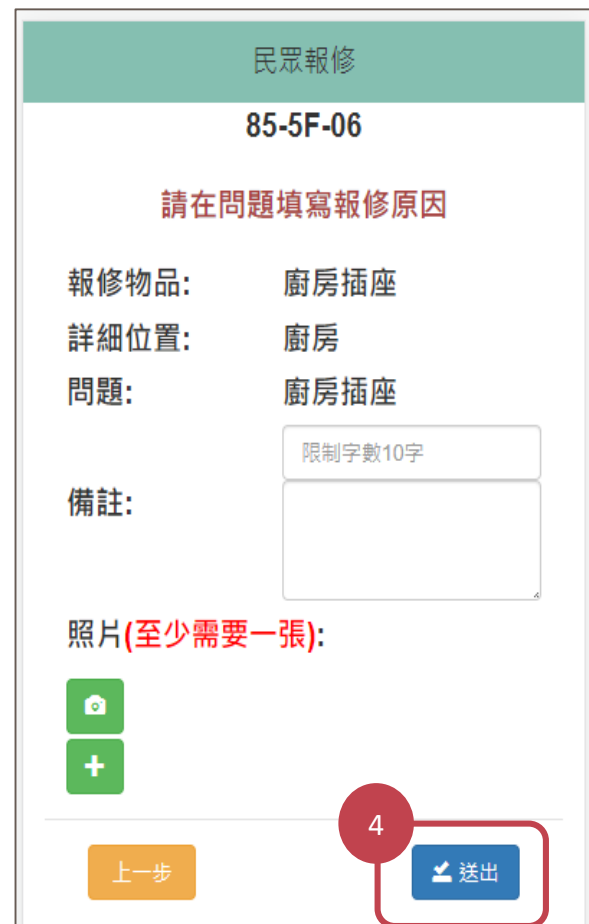 民眾報修
85-5F-06
請在問題填寫報修原因
報修物品: 廚房插座
詳細位置: 廚房
問題: 廚房插座
限制字數10字
備註:
照片(至少需要一張):
4
上一步 送出